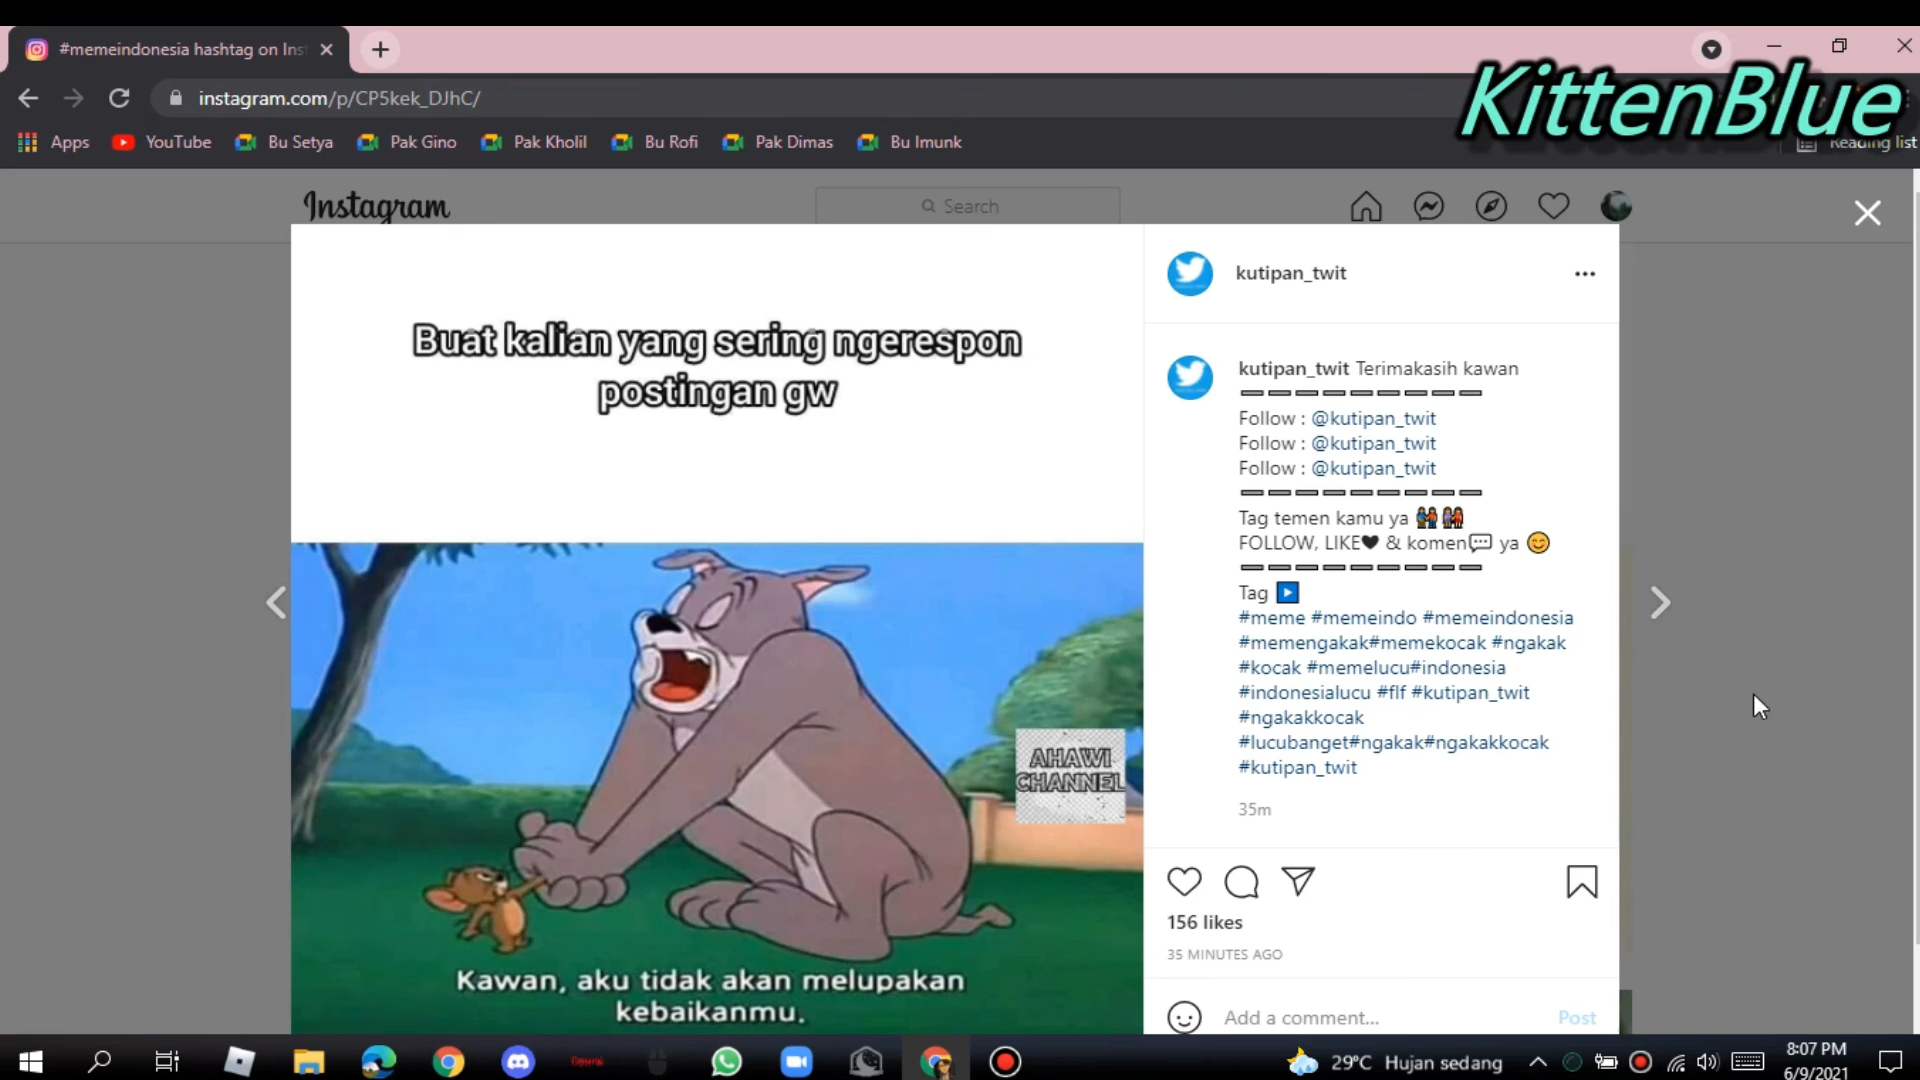 #memeindonesia hashtag on Ins
KittenBlue
instagram.com/p/CP5kek_DJhC/
Apps
YouTube
Bu Setya
Pak Gino
Pak Kholil
Bu Rofi
Pak Dimas
Bu Imunk
Reading list
Instagram
Search
Buat kalian yang sering ngerespon
postingan gw
AHAWI
CHANNEL
Kawan, aku tidak akan melupakan
kebaikanmu.
kutipan_twit
kutipan_twit Terimakasih kawan
Follow : @kutipan_twit
Follow : @kutipan_twit
Follow : @kutipan_twit
Tag temen kamu ya
FOLLOW, LIKE🖤 & komen💬 ya 😊
Tag ▶️
#meme #memeindo #memeindonesia
#memengakak#memekocak #ngakak
#kocak #memelucu#indonesia
#indonesialucu #flf #kutipan_twit
#ngakakkocak
#lucubanget#ngakak#ngakakkocak
#kutipan_twit
35m
156 likes
35 MINUTES AGO
Add a comment...
Post
29°C Hujan sedang
8:07 PM
6/9/2021